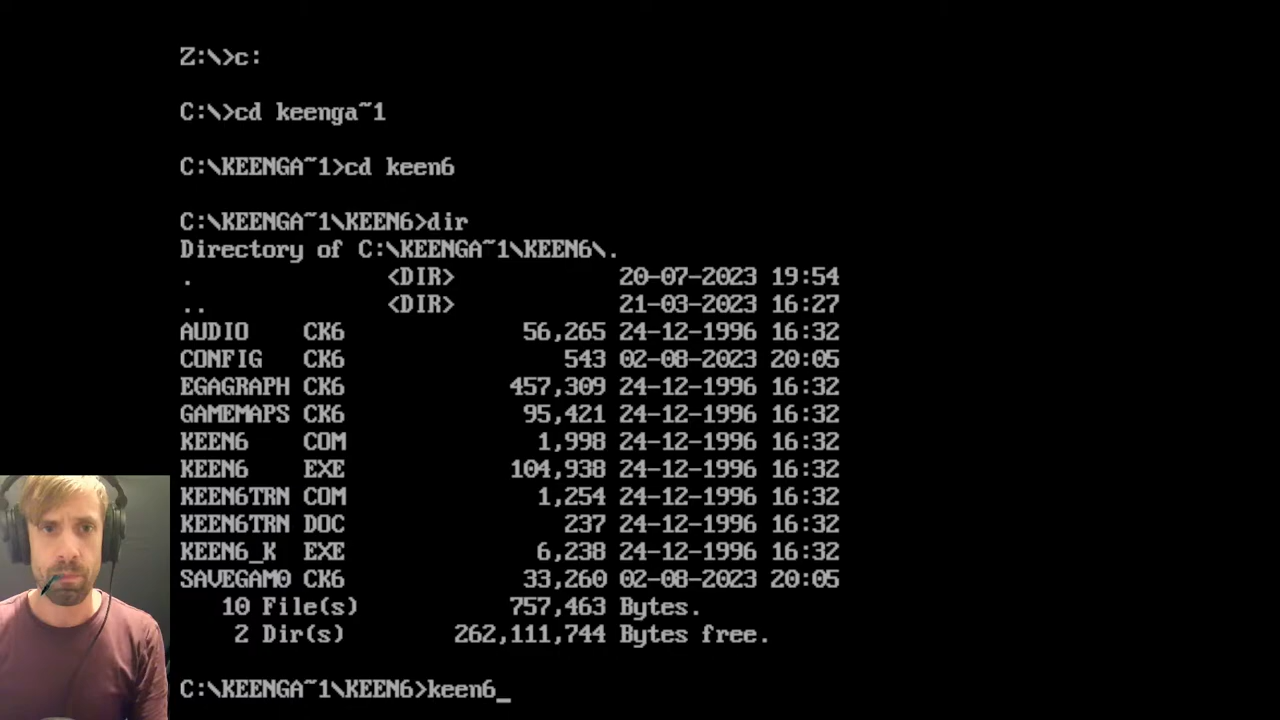 Z:\>c:
C:\>cd keenga~1
C:\KEENGA~1>cd keen6
C:\KEENGA~1\KEEN6>dir
Directory of C:\KEENGA~1\KEEN6\.
. <DIR> 20-07-2023 19:54
.. <DIR> 21-03-2023 16:27
AUDIO CK6 56,265 24-12-1996 16:32
CONFIG CK6 543 02-08-2023 20:05
EGAGRAPH CK6 457,309 24-12-1996 16:32
GAMEMAPS CK6 95,421 24-12-1996 16:32
KEEN6 COM 1,998 24-12-1996 16:32
KEEN6 EXE 104,938 24-12-1996 16:32
KEEN6TRN COM 1,254 24-12-1996 16:32
KEEN6TRN DOC 237 24-12-1996 16:32
KEEN6_K EXE 6,238 24-12-1996 16:32
SAVEGAM0 CK6 33,260 02-08-2023 20:05
10 File(s) 757,463 Bytes.
2 Dir(s) 262,111,744 Bytes free.
C:\KEENGA~1\KEEN6>keen6_